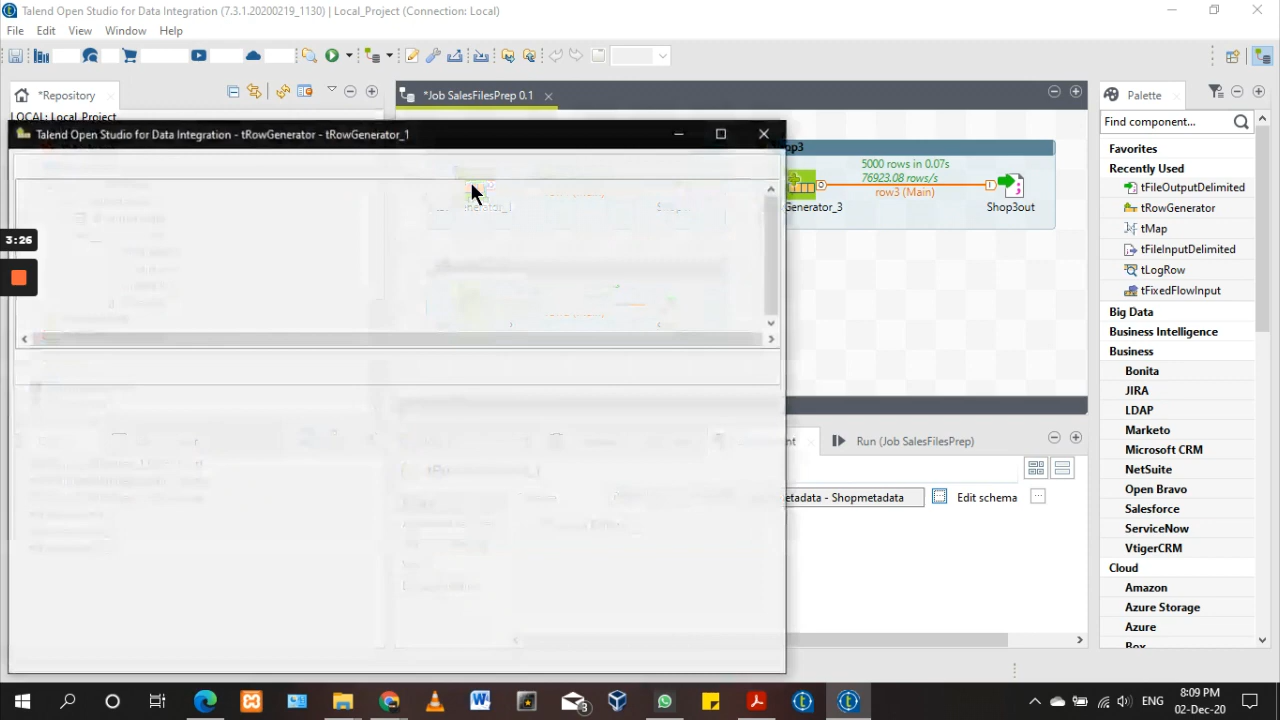 Talend Open Studio for Data Integration (7.3.1.20200219_1130) | Local_Project (Connection: Local)
File Edit View Window Help
*Repository
LOCAL: Local_Project
*Job SalesFilesPrep 0.1
Palette
Find component...
Talend Open Studio for Data Integration - tRowGenerator - tRowGenerator_1
op3
5000 rows in 0.07s
76923.08 rows/s
row3 (Main)
Generator_3
Shop3out
3:26
Favorites
Recently Used
tFileOutputDelimited
tRowGenerator
tMap
tFileInputDelimited
tLogRow
tFixedFlowInput
Big Data
Business Intelligence
Business
Bonita
JIRA
LDAP
Marketo
Microsoft CRM
NetSuite
Open Bravo
Salesforce
ServiceNow
VtigerCRM
Cloud
Amazon
Azure Storage
Azure
Box
nt
Run (Job SalesFilesPrep)
etadata - Shopmetadata
Edit schema
3
ENG
8:09 PM
02-Dec-20